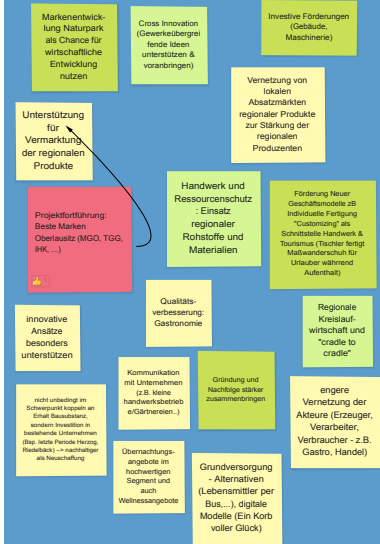 Markenentwick-
lung Naturpark
als Chance für
wirtschaftliche
Entwicklung
nutzen
Cross Innovation
(Gewerkeübergrei
fende Ideen
unterstützen &
voranbringen)
Investive Förderungen
(Gebäude,
Maschinerie)
Vernetzung von
lokalen
Absatzmärkten
regionaler Produkte
zur Stärkung der
regionalen
Produzenten
Unterstützung
für
Vermarktung
der regionalen
Produkte
Handwerk und
Ressourcenschutz
: Einsatz
regionaler
Rohstoffe und
Materialien
Förderung Neuer
Geschäftsmodelle zB
Individuelle Fertigung
"Customizing" als
Schnittstelle Handwerk &
Tourismus (Tischler fertigt
Maßwanderschuh für
Urlauber während
Aufenthalt)
Projektfortführung:
Beste Marken
Oberlausitz (MGO, TGG,
IHK, ...)
Qualitäts-
verbesserung:
Gastronomie
innovative
Ansätze
besonders
unterstützen
Regionale
Kreislauf-
wirtschaft und
"cradle to
cradle"
Kommunikation
mit Unternehmen
(z.B. kleine
handwerksbetrieb
e/Gärtnereien..)
Gründung und
Nachfolge stärker
zusammenbringen
nicht unbedingt im
Schwerpunkt koppeln an
Erhalt Bausubstanz,
sondern Investition in
bestehende Unternehmen
(Bsp. letzte Periode Herzog,
Riedelbäck) --> nachhaltiger
als Neuschaffung
engere
Vernetzung der
Akteure (Erzeuger,
Verarbeiter,
Verbraucher - z.B.
Gastro, Handel)
Übernachtungs-
angebote im
hochwertigen
Segment und
auch
Wellnessangebote
Grundversorgung
- Alternativen
(Lebensmittler per
Bus,...), digitale
Modelle (Ein Korb
voller Glück)